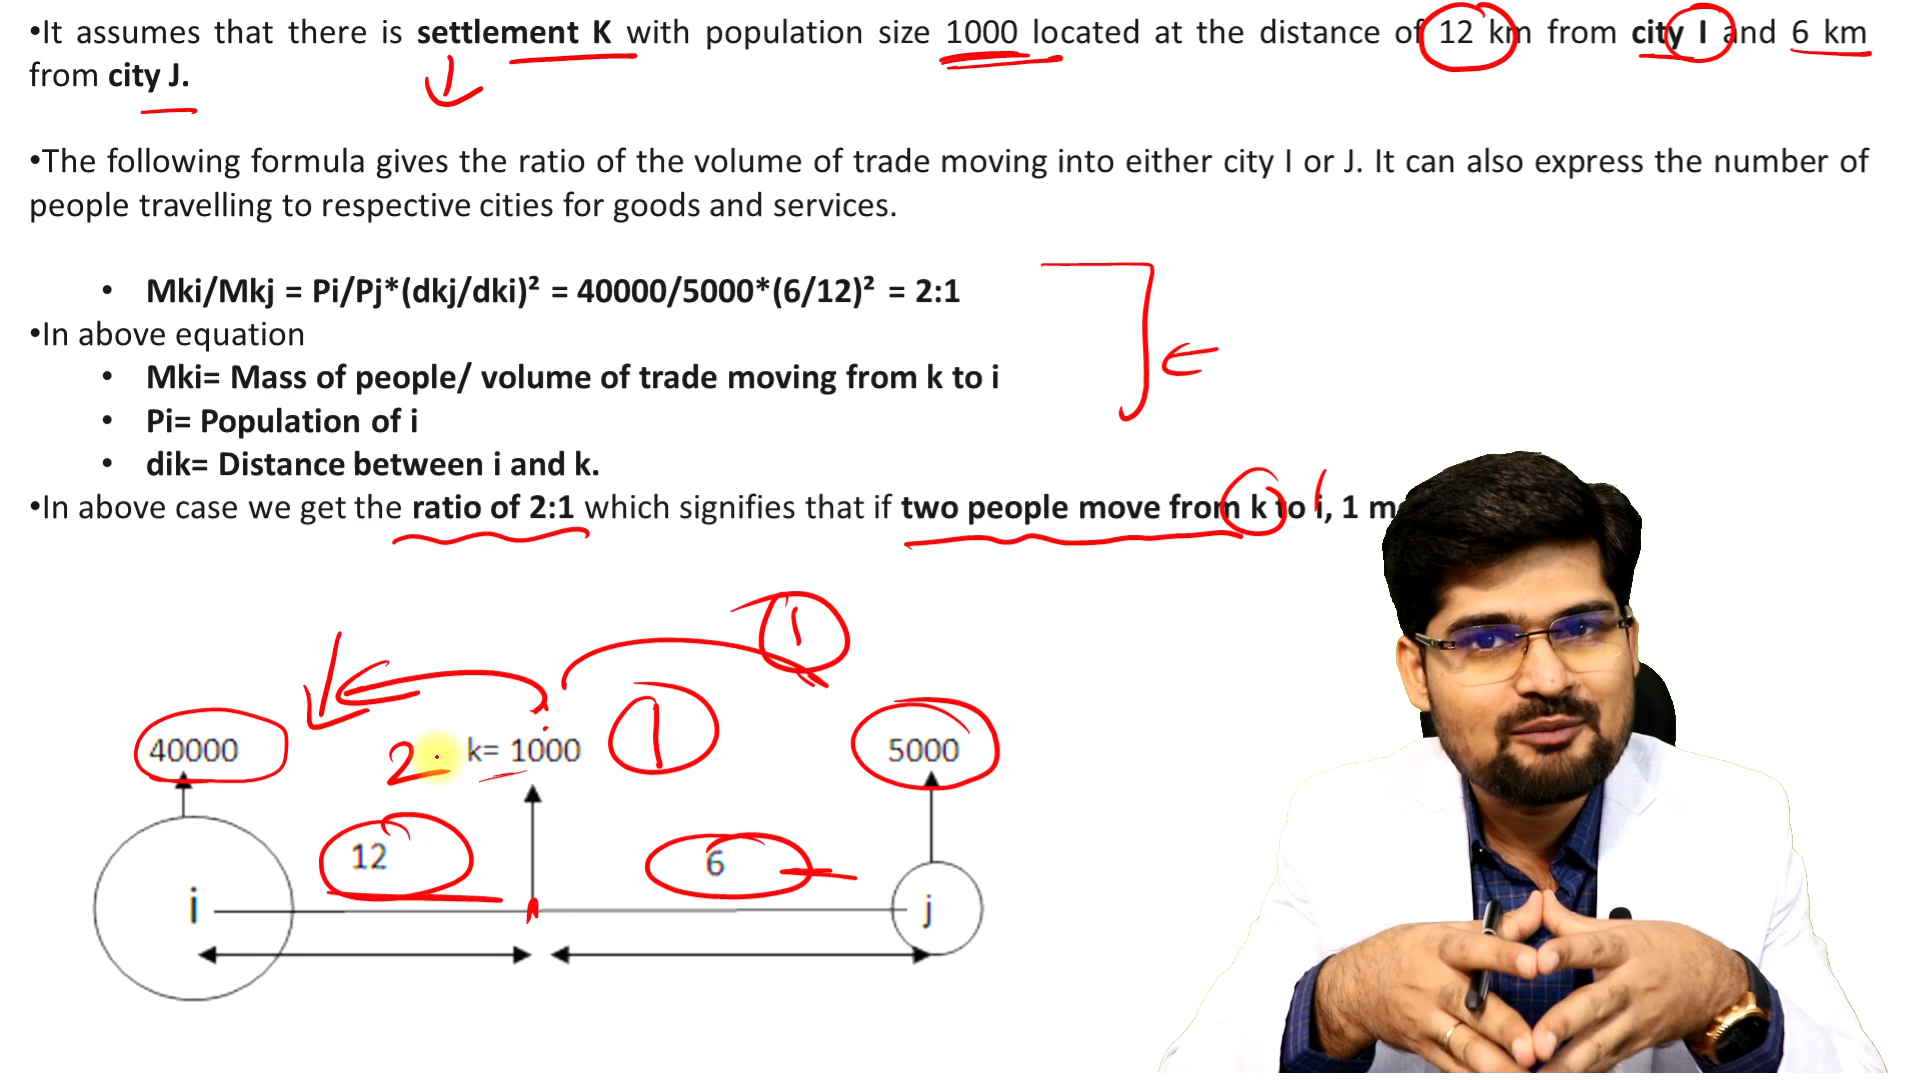 •It assumes that there is settlement K with population size 1000 located at the distance of 12 km from city I and 6 km
from city J.
•The following formula gives the ratio of the volume of trade moving into either city I or J. It can also express the number of
people travelling to respective cities for goods and services.
• Mki/Mkj = Pi/Pj*(dkj/dki)² = 40000/5000*(6/12)² = 2:1
•In above equation
• Mki= Mass of people/ volume of trade moving from k to i
• Pi= Population of i
• dik= Distance between i and k.
•In above case we get the ratio of 2:1 which signifies that if two people move from k to i, 1 m
1
40000 2 k= 1000 1 5000
12 6
i j